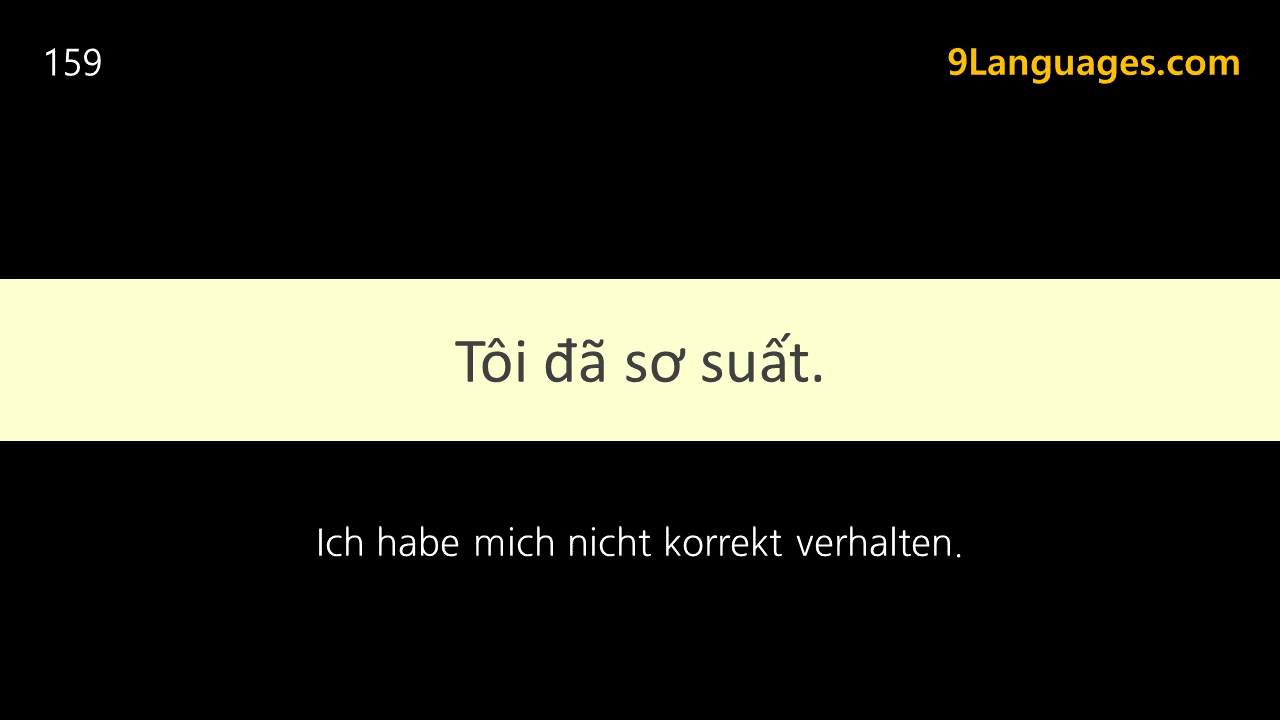 159
9Languages.com
Tôi đã sơ suất.
Ich habe mich nicht korrekt verhalten.